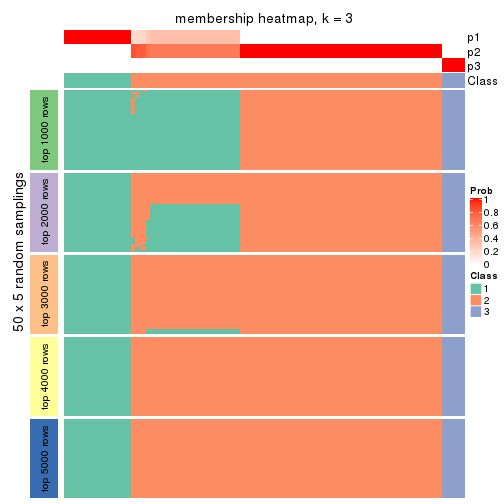 membership heatmap, k = 3
p1
p2
p3
Class
50 x 5 random samplings
top 1000 rows
top 2000 rows
top 3000 rows
top 4000 rows
top 5000 rows
Prob
1
0.8
0.6
0.4
0.2
0
Class
1
2
3